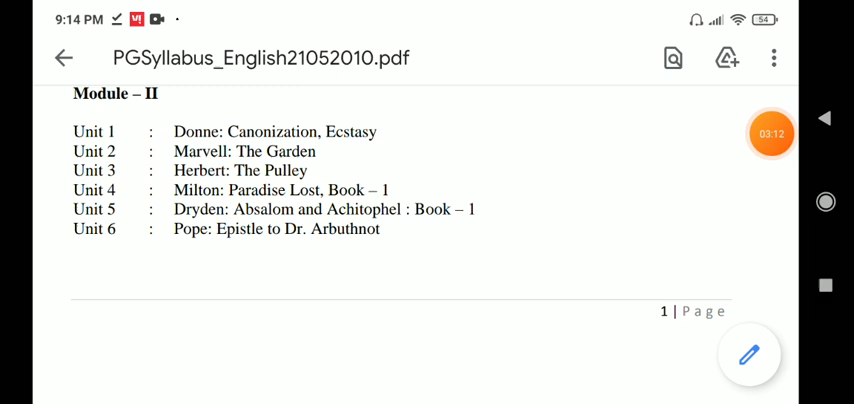 9:14 PM
54
PGSyllabus_English21052010.pdf
Module – II
03:12
Unit 1 : Donne: Canonization, Ecstasy
Unit 2 : Marvell: The Garden
Unit 3 : Herbert: The Pulley
Unit 4 : Milton: Paradise Lost, Book – 1
Unit 5 : Dryden: Absalom and Achitophel : Book – 1
Unit 6 : Pope: Epistle to Dr. Arbuthnot
1 | Page